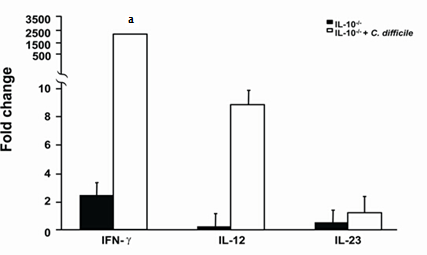 3500
2500
1500
500
10
8
6
4
2
0
Fold change
a
IL-10-/-
IL-10-/- + C. difficile
IFN-γ
IL-12
IL-23